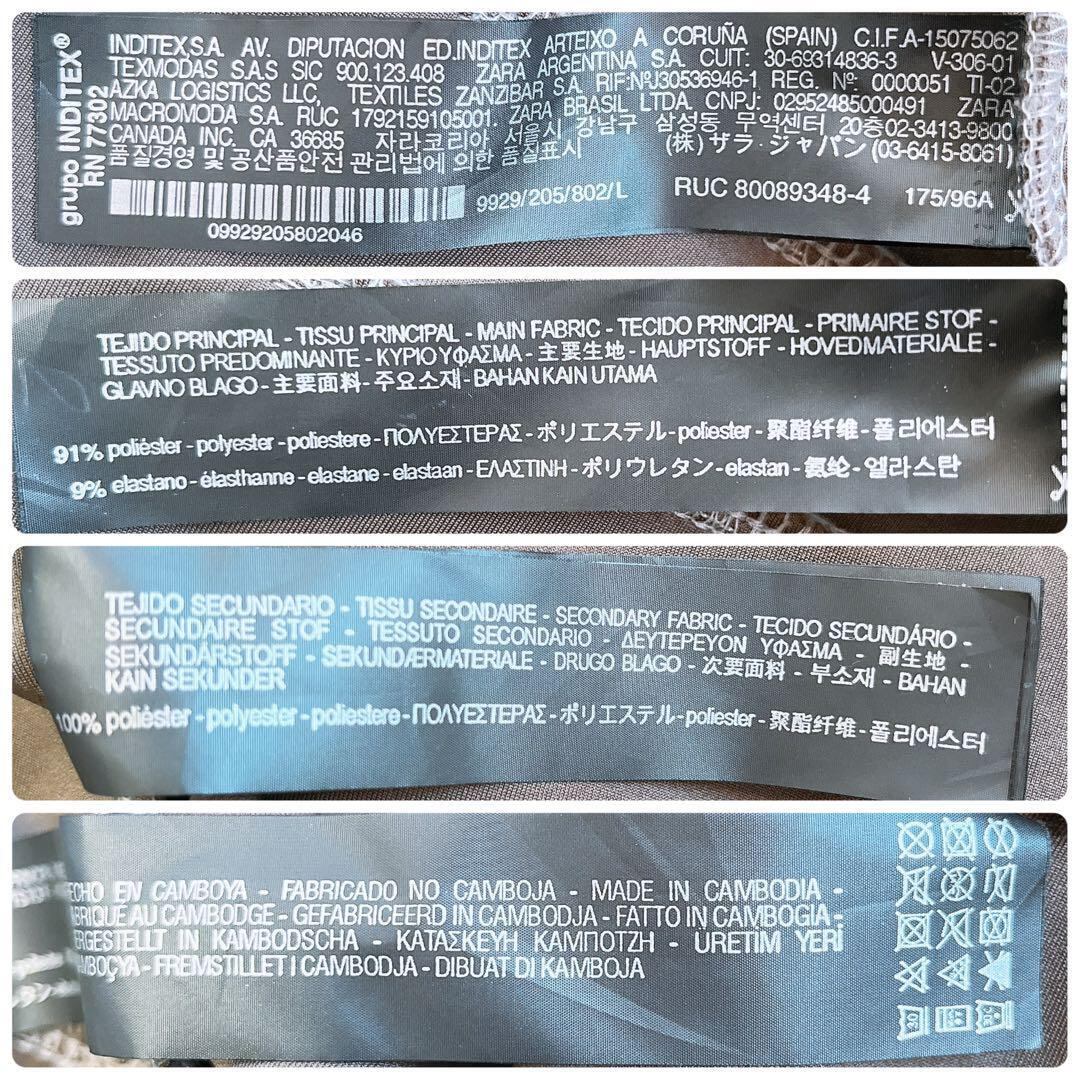 grupo INDITEX®
RN 77302
INDITEX,S.A. AV. DIPUTACION ED.INDITEX ARTEIXO A CORUÑA (SPAIN) C.I.F.A-15075062
TEXMODAS S.A.S SIC 900.123.408 ZARA ARGENTINA S.A. CUIT: 30-69314836-3 V-306-01
AZKA LOGISTICS LLC, TEXTILES ZANZIBAR S.A. RIF:NºJ30536946-1 REG. Nº: 0000051 TI-02
MACROMODA S.A. RUC 1792159105001. ZARA BRASIL LTDA. CNPJ: 02952485000491 ZARA
CANADA INC. CA 36685 자라코리아 서울시 강남구 삼성동 무역센터 20층02-3413-9800
품질경영 및 공산품안전 관리법에 의한 품질표시 (株) ザラ・ジャパン(03-6415-8061)
9929/205/802/L RUC 80089348-4 175/96A
09929205802046
TEJIDO PRINCIPAL - TISSU PRINCIPAL - MAIN FABRIC - TECIDO PRINCIPAL - PRIMAIRE STOF -
TESSUTO PREDOMINANTE - ΚΥΡΙΟ ΥΦΑΣΜΑ - 主要生地 - HAUPTSTOFF - HOVEDMATERIALE -
GLAVNO BLAGO - 主要面料 - 주요소재 - BAHAN KAIN UTAMA
91% poliéster - polyester - poliestere - ΠΟΛΥΕΣΤΕΡΑΣ - ポリエステル - poliester - 聚酯纤维 - 폴리에스터
9% elastano - élasthanne - elastane - elastaan - ΕΛΑΣΤΙΝΗ - ポリウレタン - elastan - 氨纶 - 엘라스탄
TEJIDO SECUNDARIO - TISSU SECONDAIRE - SECONDARY FABRIC - TECIDO SECUNDÁRIO -
SECUNDAIRE STOF - TESSUTO SECONDARIO - ΔΕΥΤΕΡΕΥΟΝ ΥΦΑΣΜΑ - 副生地 -
SEKUNDÄRSTOFF - SEKUNDÆRMATERIALE - DRUGO BLAGO - 次要面料 - 부소재 - BAHAN
KAIN SEKUNDER
100% poliéster - polyester - poliestere - ΠΟΛΥΕΣΤΕΡΑΣ - ポリエステル - poliester - 聚酯纤维 - 폴리에스터
ECHO EN CAMBOYA - FABRICADO NO CAMBOJA - MADE IN CAMBODIA -
ABRIQUÉ AU CAMBODGE - GEFABRICEERD IN CAMBODJA - FATTO IN CAMBOGIA -
ERGESTELLT IN KAMBODSCHA - ΚΑΤΑΣΚΕΥΗ ΚΑΜΠΟΤΖΗ - ÜRETİM YERİ
AMBOÇYA - FREMSTILLET I CAMBODJA - DIBUAT DI KAMBOJA